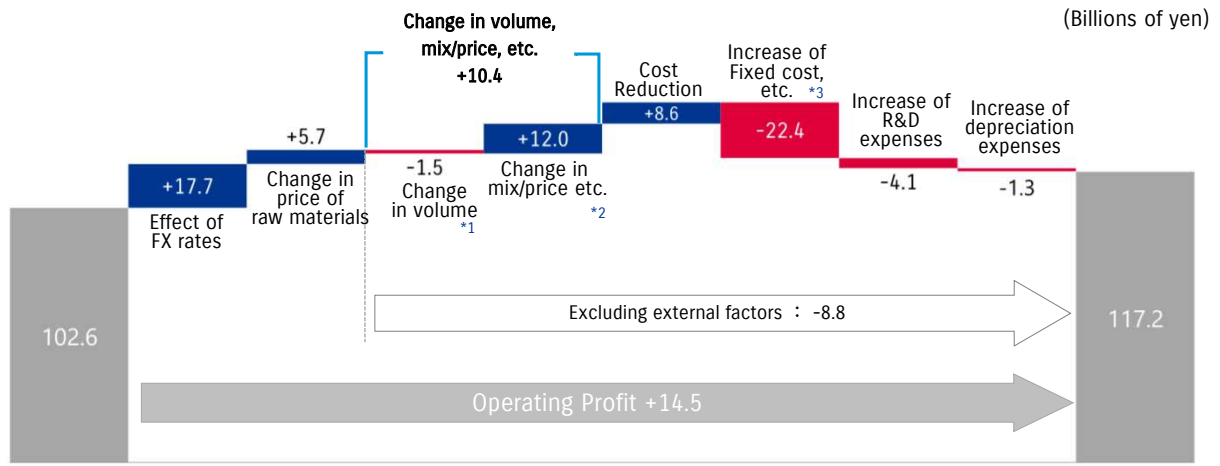 (Billions of yen)
Change in volume,
mix/price, etc.
+10.4
+17.7
Effect of
FX rates
+5.7
Change in
price of
raw materials
-1.5
Change
in volume
*1
+12.0
Change in
mix/price etc.
*2
Cost
Reduction
+8.6
Increase of
Fixed cost,
etc. *3
-22.4
Increase of
R&D
expenses
-4.1
Increase of
depreciation
expenses
-1.3
102.6
Excluding external factors : -8.8
117.2
Operating Profit +14.5